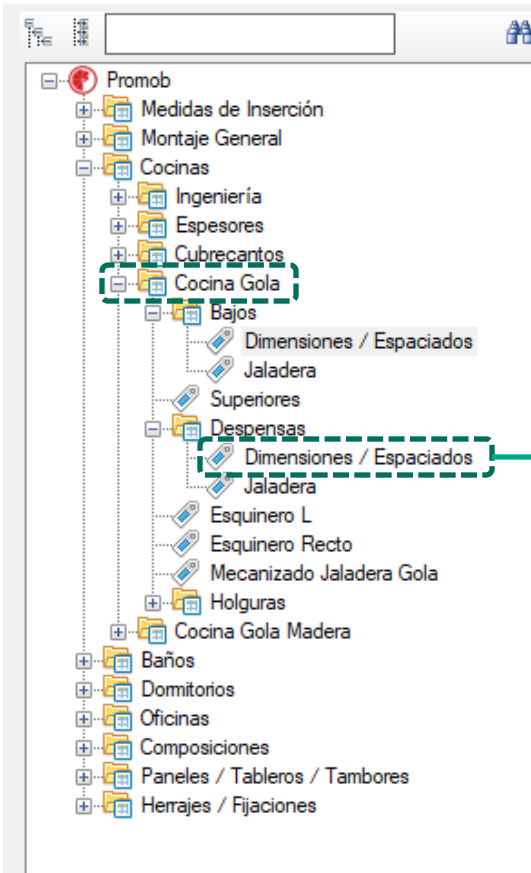 Promob
Medidas de Inserción
Montaje General
Cocinas
Ingeniería
Espesores
Cubrecantos
Cocina Gola
Bajos
Dimensiones / Espaciados
Jaladera
Superiores
Despensas
Dimensiones / Espaciados
Jaladera
Esquinero L
Esquinero Recto
Mecanizado Jaladera Gola
Holguras
Cocina Gola Madera
Baños
Dormitorios
Oficinas
Composiciones
Paneles / Tableros / Tambores
Herrajes / Fijaciones